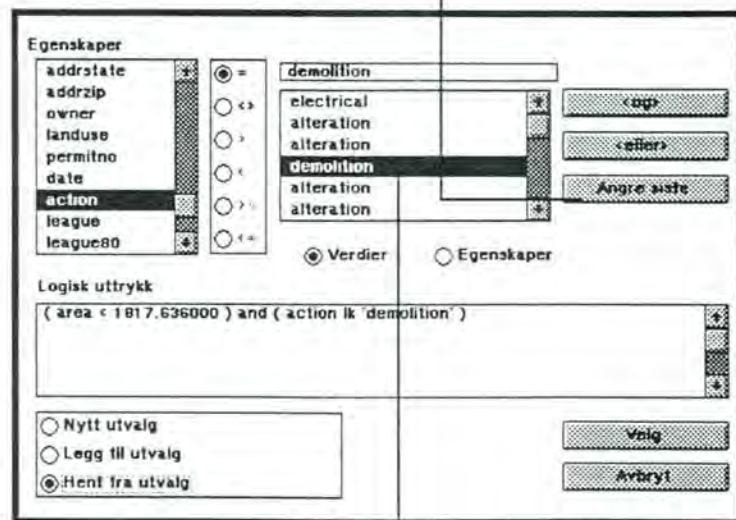 Egenskaper
addrstate
addrzip
owner
landuse
permitno
date
action
league
league80
=
<>
>
<
>=
<=
demolition
electrical
alteration
alteration
demolition
alteration
alteration
Verdier
Egenskaper
<og>
<eller>
Angre siste
Logisk uttrykk
( area < 1817.636000 ) and ( action lk 'demolition' )
Nytt utvalg
Legg til utvalg
Hent fra utvalg
Velg
Avbryt